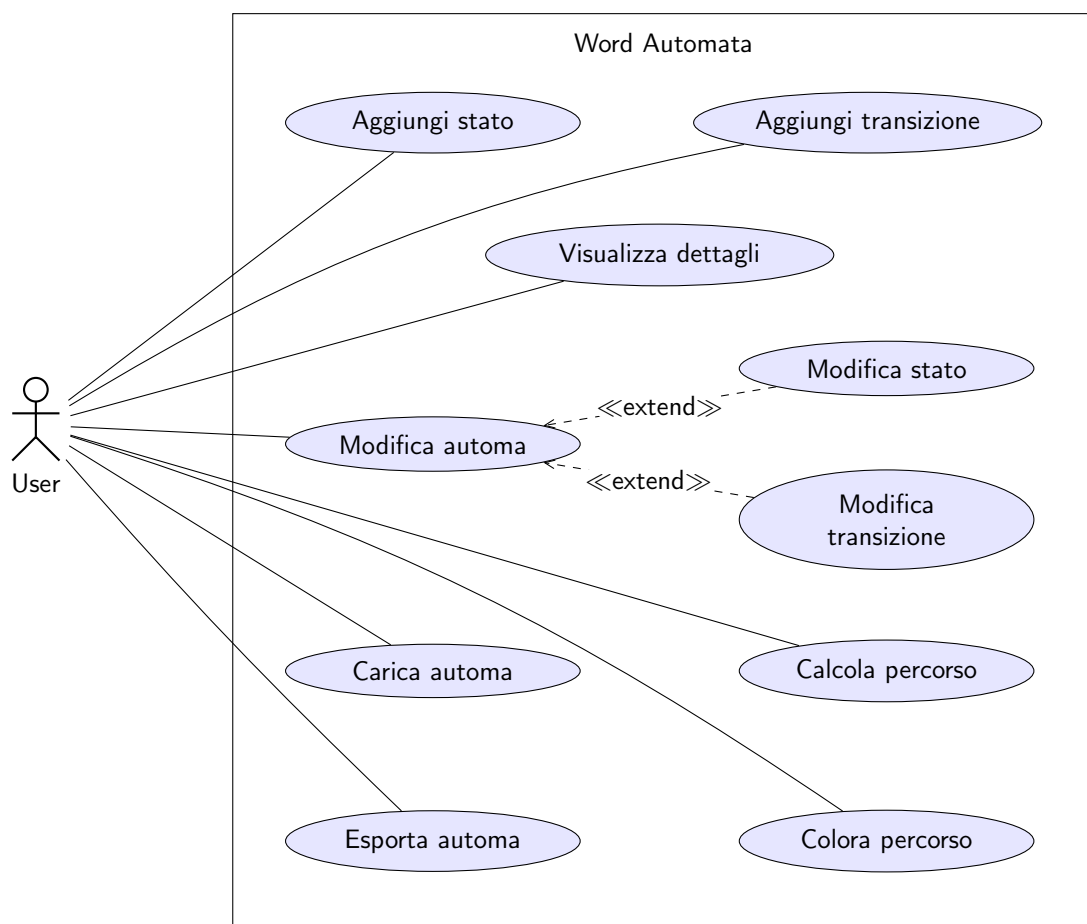 Word Automata
Aggiungi stato
Aggiungi transizione
Visualizza dettagli
Modifica stato
≪extend≫
Modifica automa
User
≪extend≫
Modifica
transizione
Carica automa
Calcola percorso
Esporta automa
Colora percorso